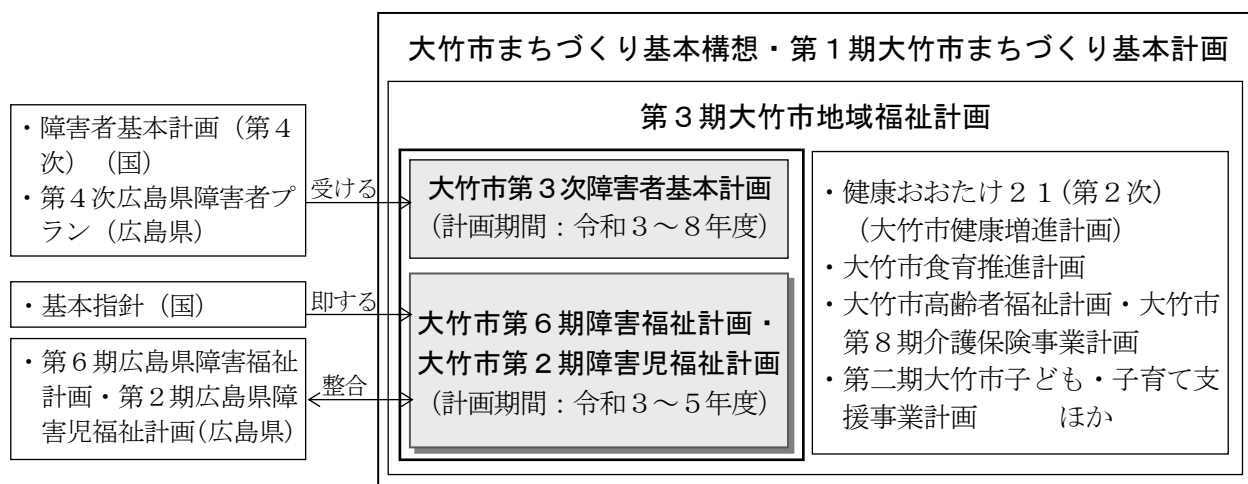 大竹市まちづくり基本構想・第１期大竹市まちづくり基本計画
第３期大竹市地域福祉計画
・障害者基本計画（第４
次）（国）
・第４次広島県障害者プ
ラン（広島県）
受ける
大竹市第３次障害者基本計画
（計画期間：令和３～８年度）
・基本指針（国）
即する
・第６期広島県障害福祉
計画・第２期広島県障
害児福祉計画(広島県)
整合
大竹市第６期障害福祉計画・
大竹市第２期障害児福祉計画
（計画期間：令和３～５年度）
・健康おおたけ２１(第２次)
（大竹市健康増進計画）
・大竹市食育推進計画
・大竹市高齢者福祉計画・大竹市
第８期介護保険事業計画
・第二期大竹市子ども・子育て支
援事業計画　　　ほか